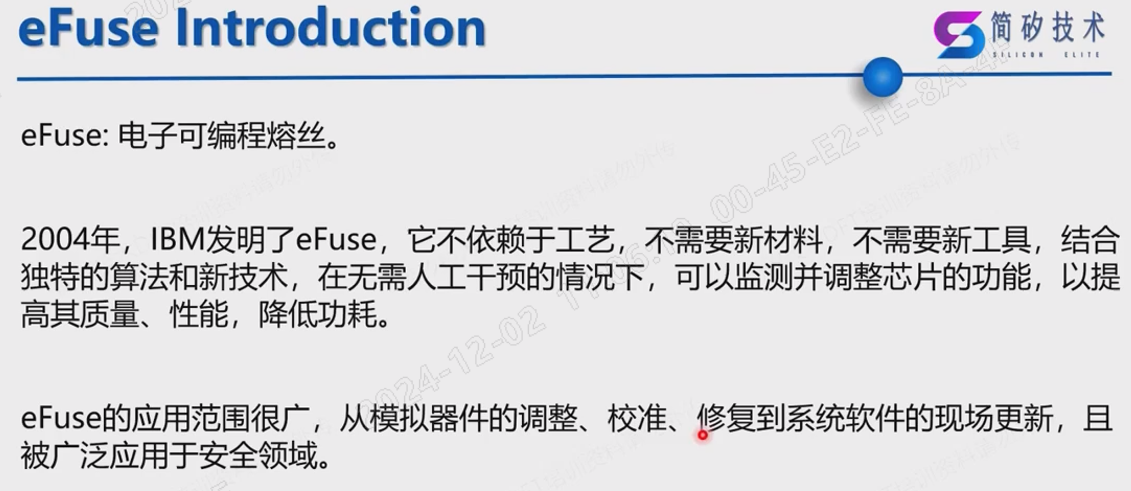 eFuse Introduction
简矽技术
SILICON ELITE
eFuse: 电子可编程熔丝。
2004年，IBM发明了eFuse，它不依赖于工艺，不需要新材料，不需要新工具，结合
独特的算法和新技术，在无需人工干预的情况下，可以监测并调整芯片的功能，以提
高其质量、性能，降低功耗。
eFuse的应用范围很广，从模拟器件的调整、校准、修复到系统软件的现场更新，且
被广泛应用于安全领域。
2024-12-02
00-45-E2-FE-8A-4